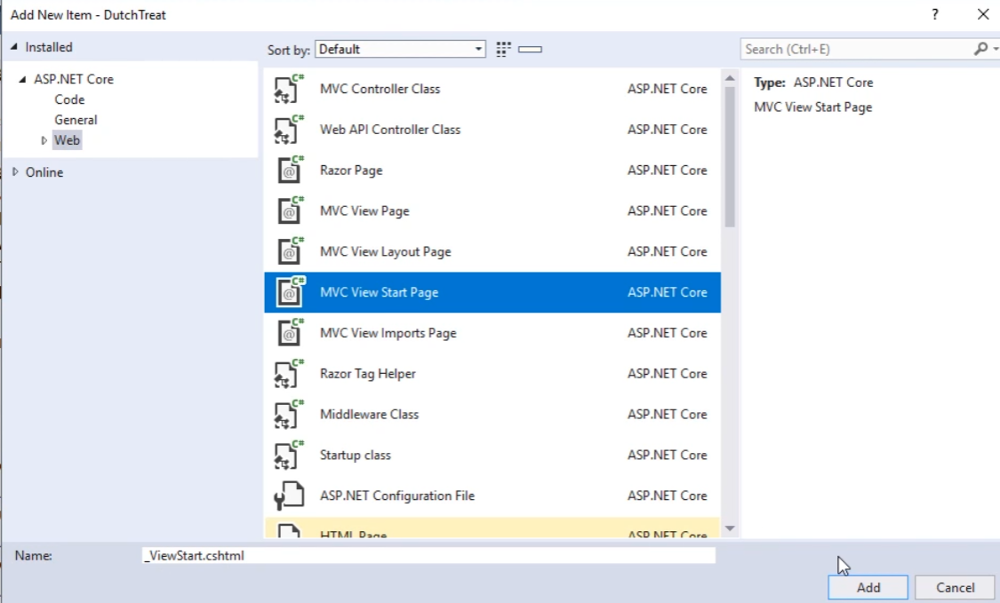 Add New Item - DutchTreat ?
Installed
ASP.NET Core
Code
General
Web
Online
Sort by: Default
Search (Ctrl+E)
C# MVC Controller Class ASP.NET Core
C# Web API Controller Class ASP.NET Core
C# @ Razor Page ASP.NET Core
C# @ MVC View Page ASP.NET Core
C# @ MVC View Layout Page ASP.NET Core
C# @ MVC View Start Page ASP.NET Core
C# @ MVC View Imports Page ASP.NET Core
C# Razor Tag Helper ASP.NET Core
C# Middleware Class ASP.NET Core
C# Startup class ASP.NET Core
ASP.NET Configuration File ASP.NET Core
HTML Page ASP.NET Core
Type: ASP.NET Core
MVC View Start Page
Name: _ViewStart.cshtml
Add Cancel